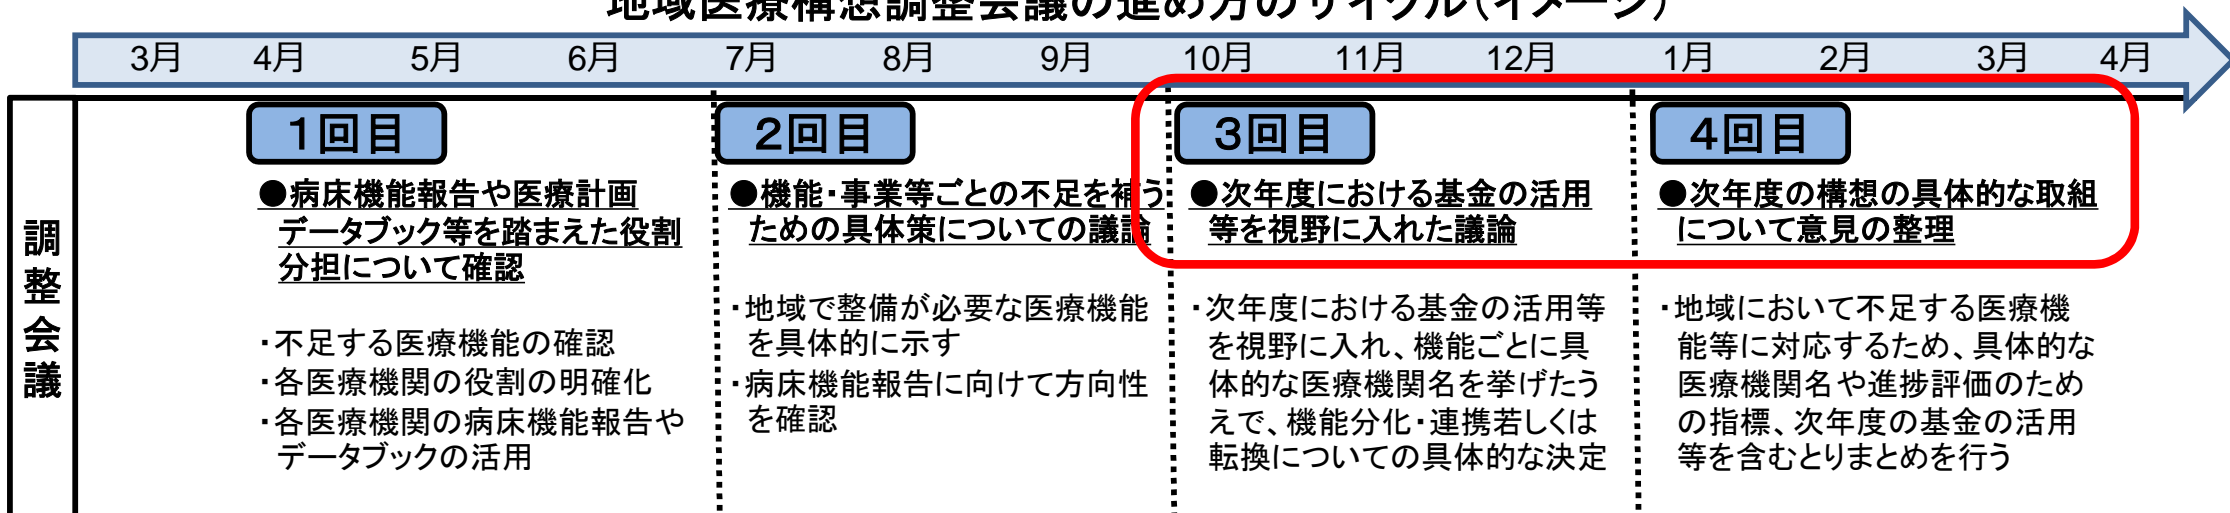 地域医療構想調整会議の進め方のサイクル(イメージ)
3月 4月 5月 6月 7月 8月 9月 10月 11月 12月 1月 2月 3月 4月
調整会議
1回目
●病床機能報告や医療計画
データブック等を踏まえた役割
分担について確認
・不足する医療機能の確認
・各医療機関の役割の明確化
・各医療機関の病床機能報告や
データブックの活用
2回目
●機能・事業等ごとの不足を補う
ための具体策についての議論
・地域で整備が必要な医療機能
を具体的に示す
・病床機能報告に向けて方向性
を確認
3回目
●次年度における基金の活用
等を視野に入れた議論
・次年度における基金の活用等
を視野に入れ、機能ごとに具
体的な医療機関名を挙げたう
えで、機能分化・連携若しくは
転換についての具体的な決定
4回目
●次年度の構想の具体的な取組
について意見の整理
・地域において不足する医療機
能等に対応するため、具体的な
医療機関名や進捗評価のため
の指標、次年度の基金の活用
等を含むとりまとめを行う